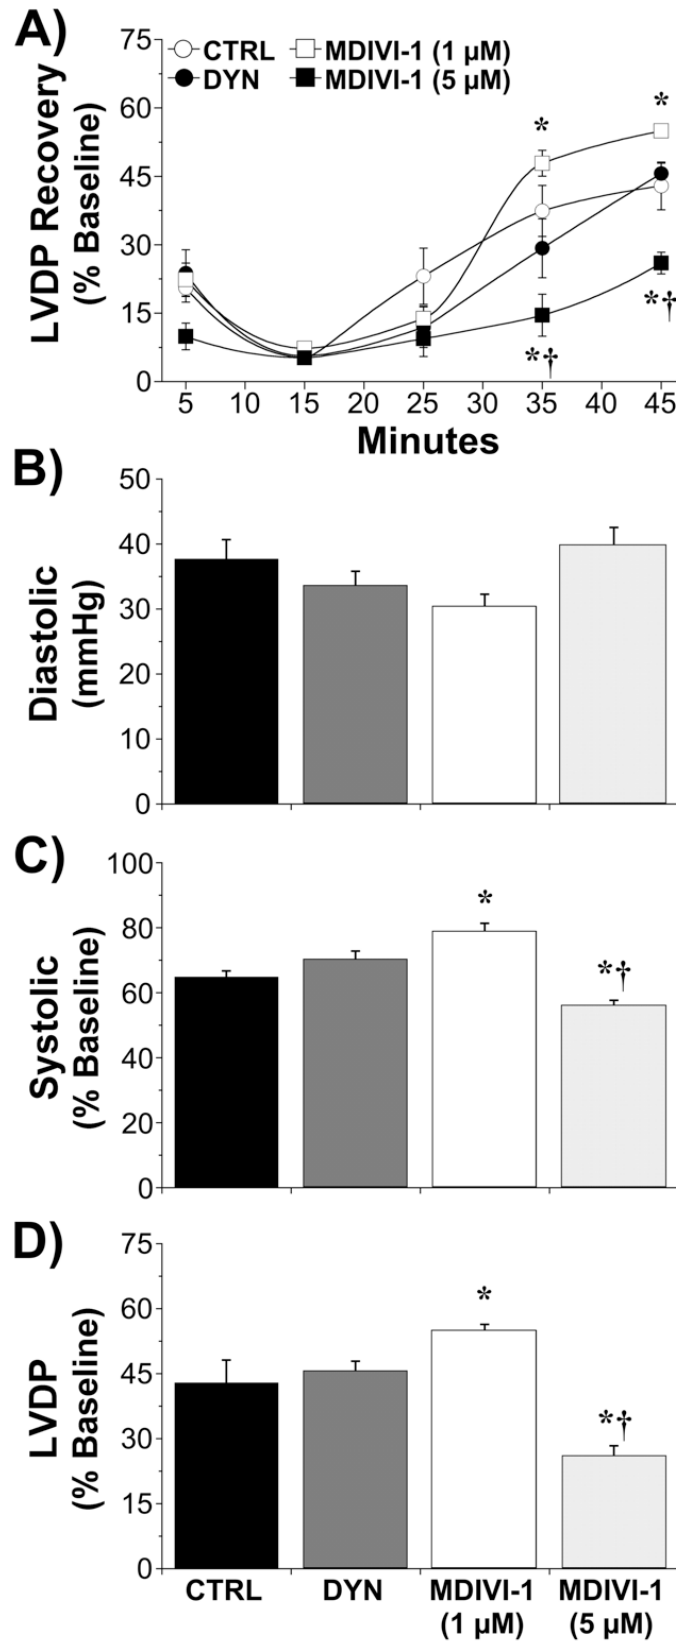 A)
LVDP Recovery
(% Baseline)
75
60
45
30
15
0
CTRL
MDIVI-1 (1 µM)
DYN
MDIVI-1 (5 µM)
*
*
*†
*†
5 10 15 20 25 30 35 40 45
Minutes
B)
Diastolic
(mmHg)
50
40
30
20
10
0
C)
Systolic
(% Baseline)
100
80
60
40
20
0
*
*†
D)
LVDP
(% Baseline)
75
60
45
30
15
0
*
*†
CTRL DYN MDIVI-1 MDIVI-1
(1 µM) (5 µM)